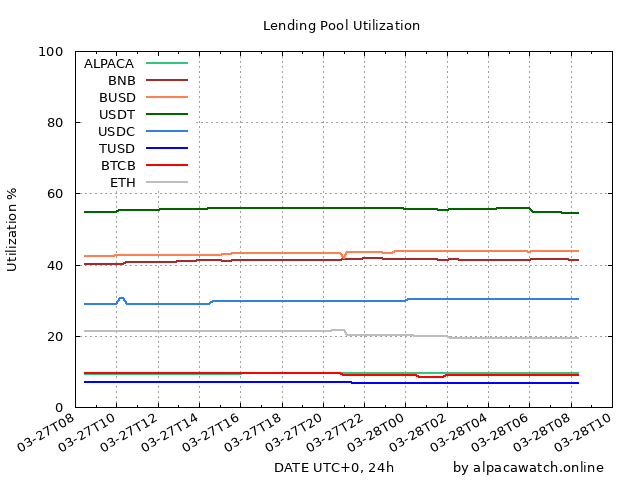 Lending Pool Utilization
100
80
60
40
20
0
Utilization %
ALPACA
BNB
BUSD
USDT
USDC
TUSD
BTCB
ETH
03-27T08
03-27T10
03-27T12
03-27T14
03-27T16
03-27T18
03-27T20
03-27T22
03-28T00
03-28T02
03-28T04
03-28T06
03-28T08
03-28T10
DATE UTC+0, 24h
by alpacawatch.online